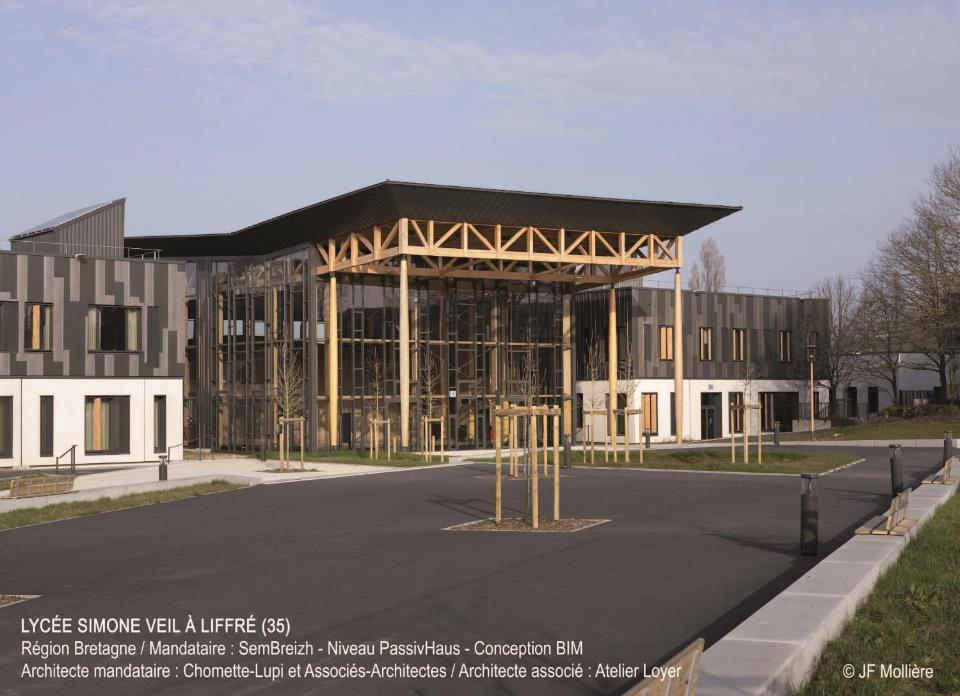 LYCÉE SIMONE VEIL À LIFFRÉ (35)
Région Bretagne / Mandataire : SemBreizh - Niveau PassivHaus - Conception BIM
Architecte mandataire : Chomette-Lupi et Associés-Architectes / Architecte associé : Atelier Loyer
© JF Mollière